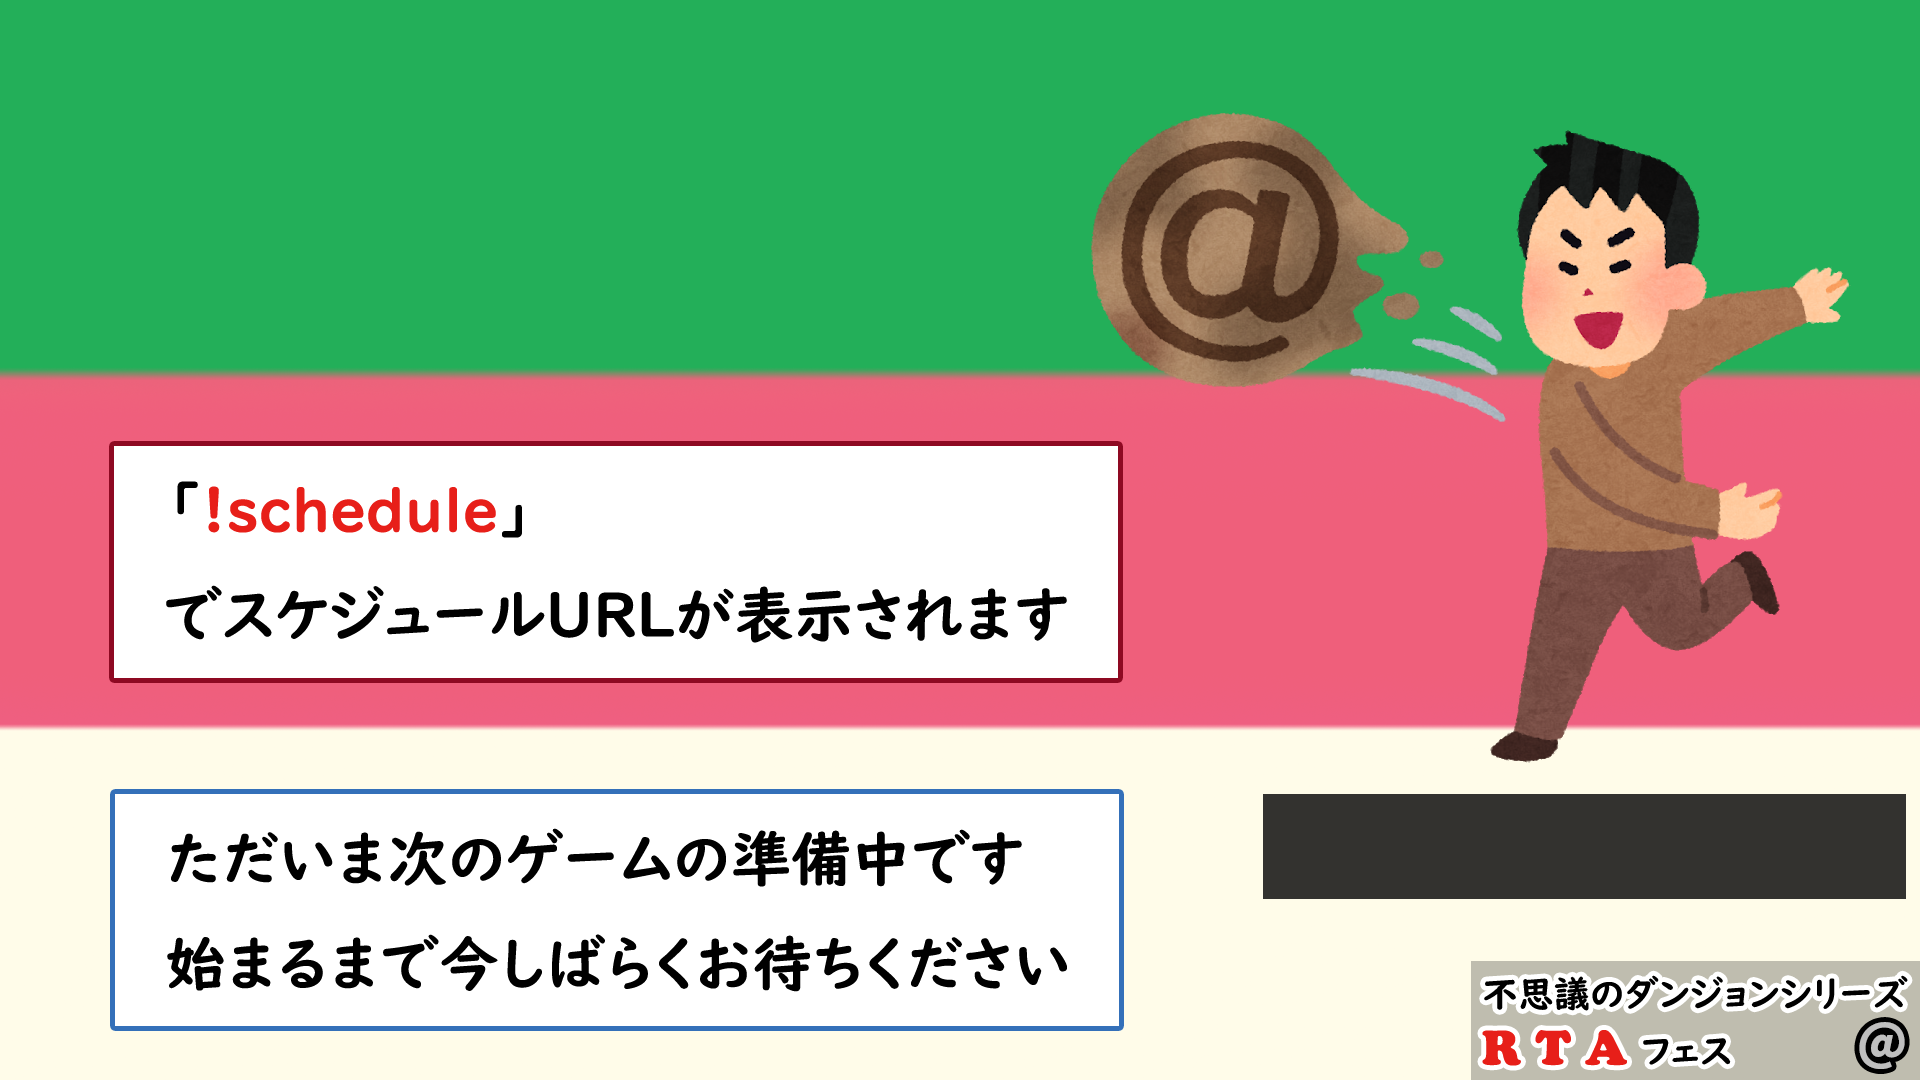 @
「!schedule」
でスケジュールURLが表示されます
ただいま次のゲームの準備中です
始まるまで今しばらくお待ちください
不思議のダンジョンシリーズ
RTAフェス @